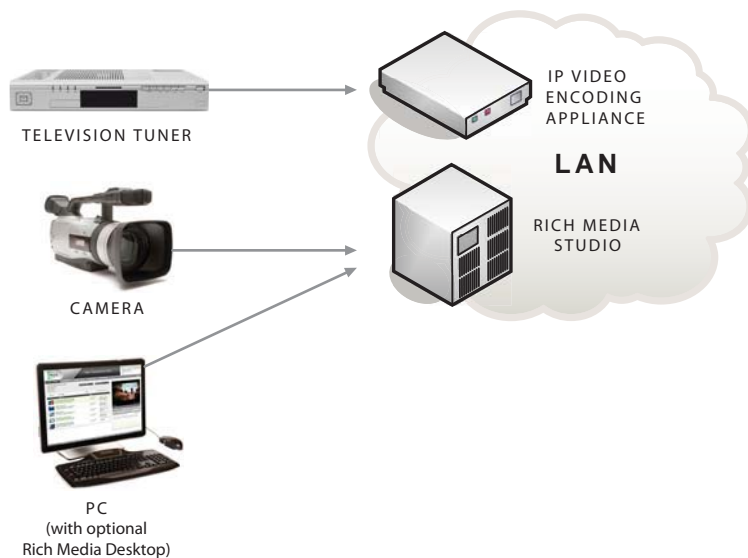 TELEVISION TUNER
IP VIDEO
ENCODING
APPLIANCE
LAN
RICH MEDIA
STUDIO
CAMERA
PC
(with optional
Rich Media Desktop)